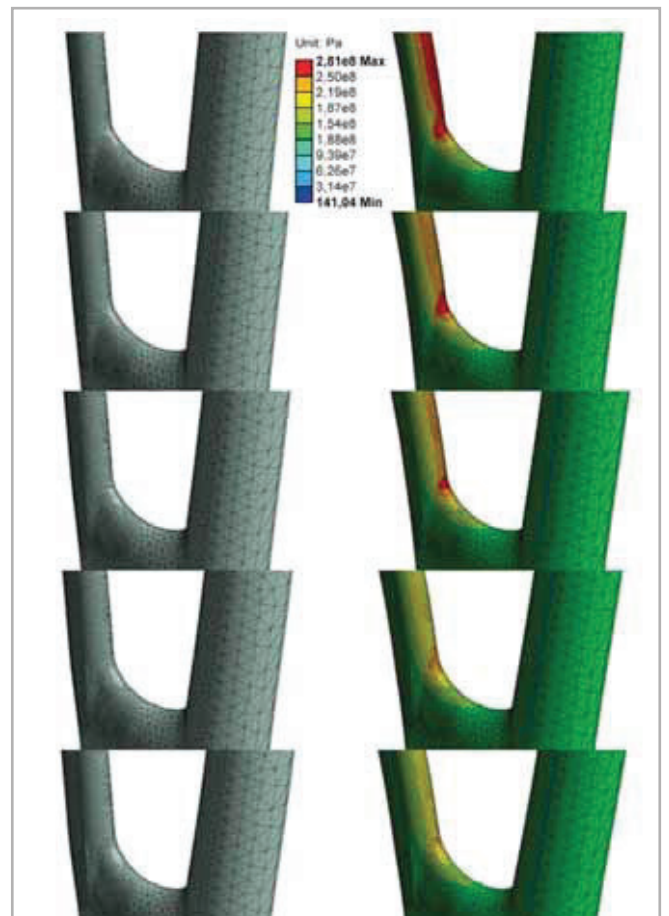 Unit: Pa
2,81e8 Max
2,50e8
2,19e8
1,87e8
1,54e8
1,88e8
9,39e7
6,26e7
3,14e7
141,04 Min